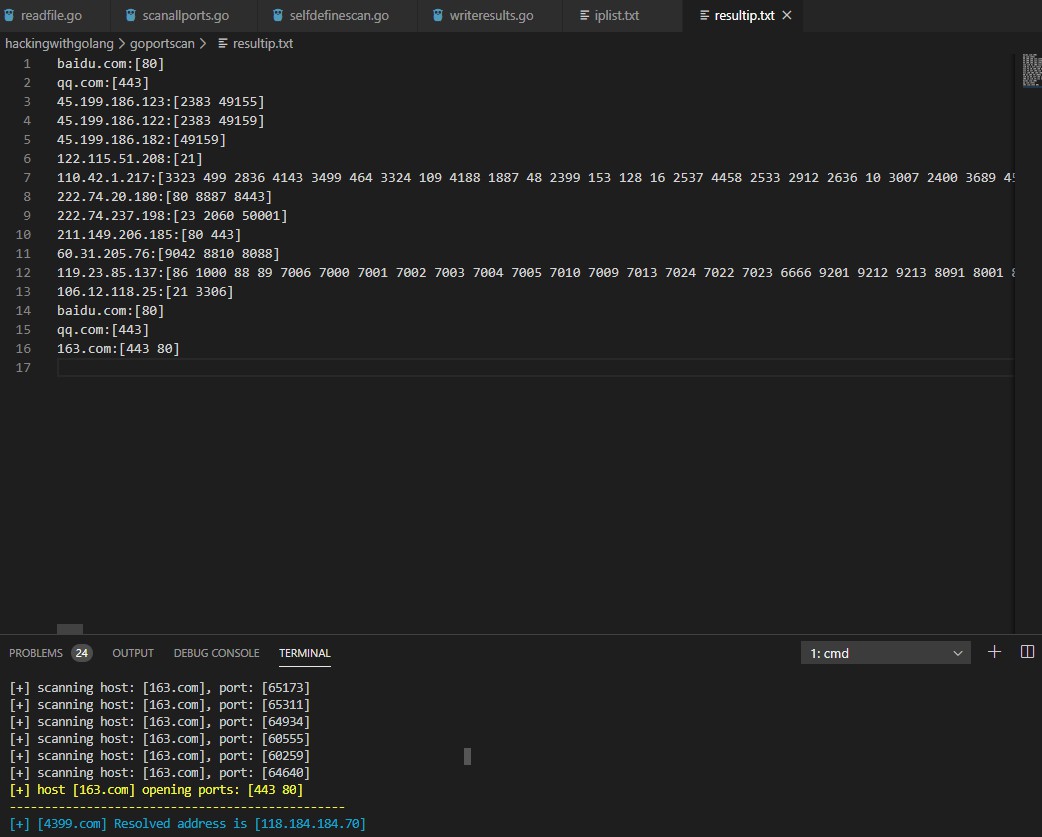 readfile.go scanallports.go selfdefinescan.go writeresults.go iplist.txt resultip.txt
hackingwithgolang > goportscan > resultip.txt
1 baidu.com:[80]
2 qq.com:[443]
3 45.199.186.123:[2383 49155]
4 45.199.186.122:[2383 49159]
5 45.199.186.182:[49159]
6 122.115.51.208:[21]
7 110.42.1.217:[3323 499 2836 4143 3499 464 3324 109 4188 1887 48 2399 153 128 16 2537 4458 2533 2912 2636 10 3007 2400 3689
8 222.74.20.180:[80 8887 8443]
9 222.74.237.198:[23 2060 50001]
10 211.149.206.185:[80 443]
11 60.31.205.76:[9042 8810 8088]
12 119.23.85.137:[86 1000 88 89 7006 7000 7001 7002 7003 7004 7005 7010 7009 7013 7024 7022 7023 6666 9201 9212 9213 8091 8001
13 106.12.118.25:[21 3306]
14 baidu.com:[80]
15 qq.com:[443]
16 163.com:[443 80]
17
PROBLEMS 24 OUTPUT DEBUG CONSOLE TERMINAL 1: cmd
[+] scanning host: [163.com], port: [65173]
[+] scanning host: [163.com], port: [65311]
[+] scanning host: [163.com], port: [64934]
[+] scanning host: [163.com], port: [60555]
[+] scanning host: [163.com], port: [60259]
[+] scanning host: [163.com], port: [64640]
[+] host [163.com] opening ports: [443 80]
------------------------------------------------
[+] [4399.com] Resolved address is [118.184.184.70]